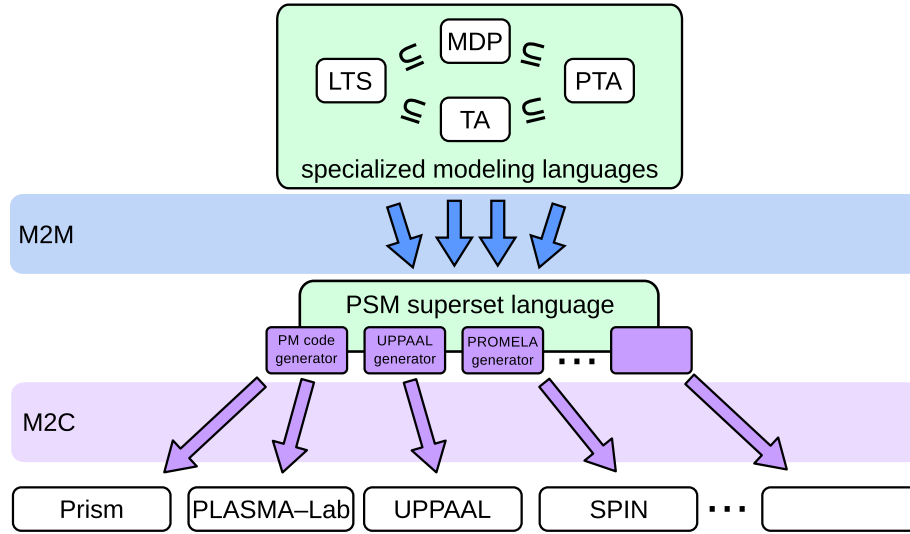 MDP
⊆ ⊆
LTS
PTA
⊆ ⊆
TA
specialized modeling languages
M2M
PSM superset language
PM code
generator
UPPAAL
generator
PROMELA
generator
...
M2C
Prism
PLASMA–Lab
UPPAAL
SPIN
...